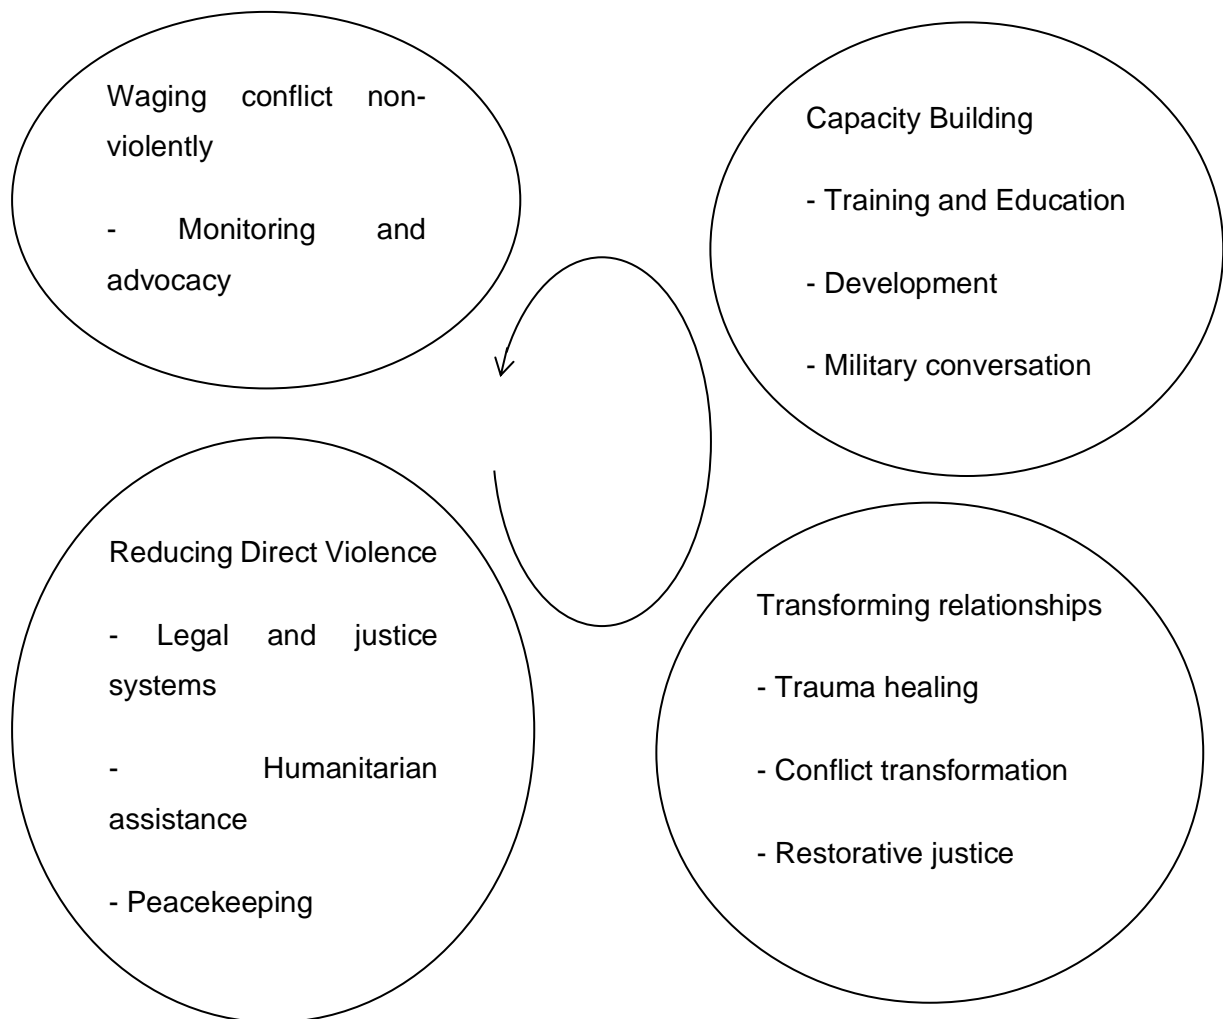 Waging conflict non-
violently
- Monitoring and
advocacy
Capacity Building
- Training and Education
- Development
- Military conversation
Reducing Direct Violence
- Legal and justice
systems
- Humanitarian
assistance
- Peacekeeping
Transforming relationships
- Trauma healing
- Conflict transformation
- Restorative justice